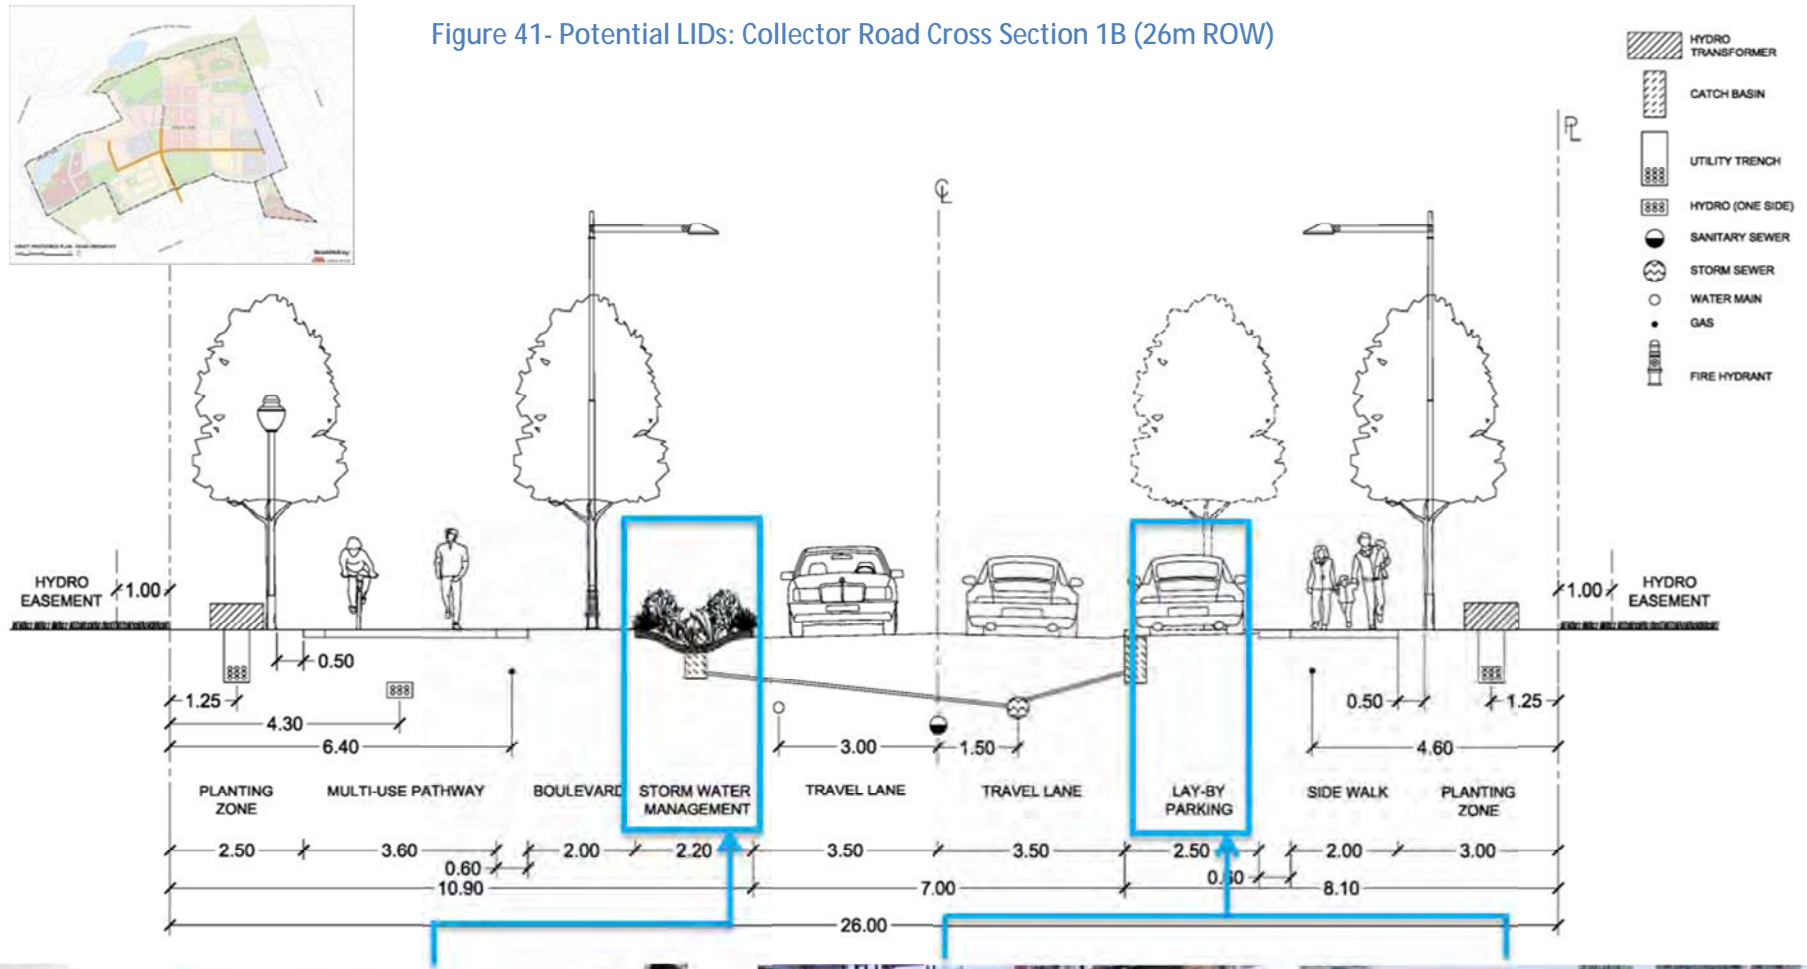 Figure 41- Potential LIDs: Collector Road Cross Section 1B (26m ROW)
HYDRO
TRANSFORMER
CATCH BASIN
UTILITY TRENCH
HYDRO (ONE SIDE)
SANITARY SEWER
STORM SEWER
WATER MAIN
GAS
FIRE HYDRANT
PL
CL
HYDRO
EASEMENT
1.00
1.00
HYDRO
EASEMENT
0.50
1.25
4.30
6.40
3.00
1.50
0.50
1.25
4.60
PLANTING
ZONE
MULTI-USE PATHWAY
BOULEVARD
STORM WATER
MANAGEMENT
TRAVEL LANE
TRAVEL LANE
LAY-BY
PARKING
SIDE WALK
PLANTING
ZONE
2.50
3.60
0.60
2.00
2.20
3.50
3.50
2.50
0.60
2.00
3.00
10.90
7.00
8.10
26.00